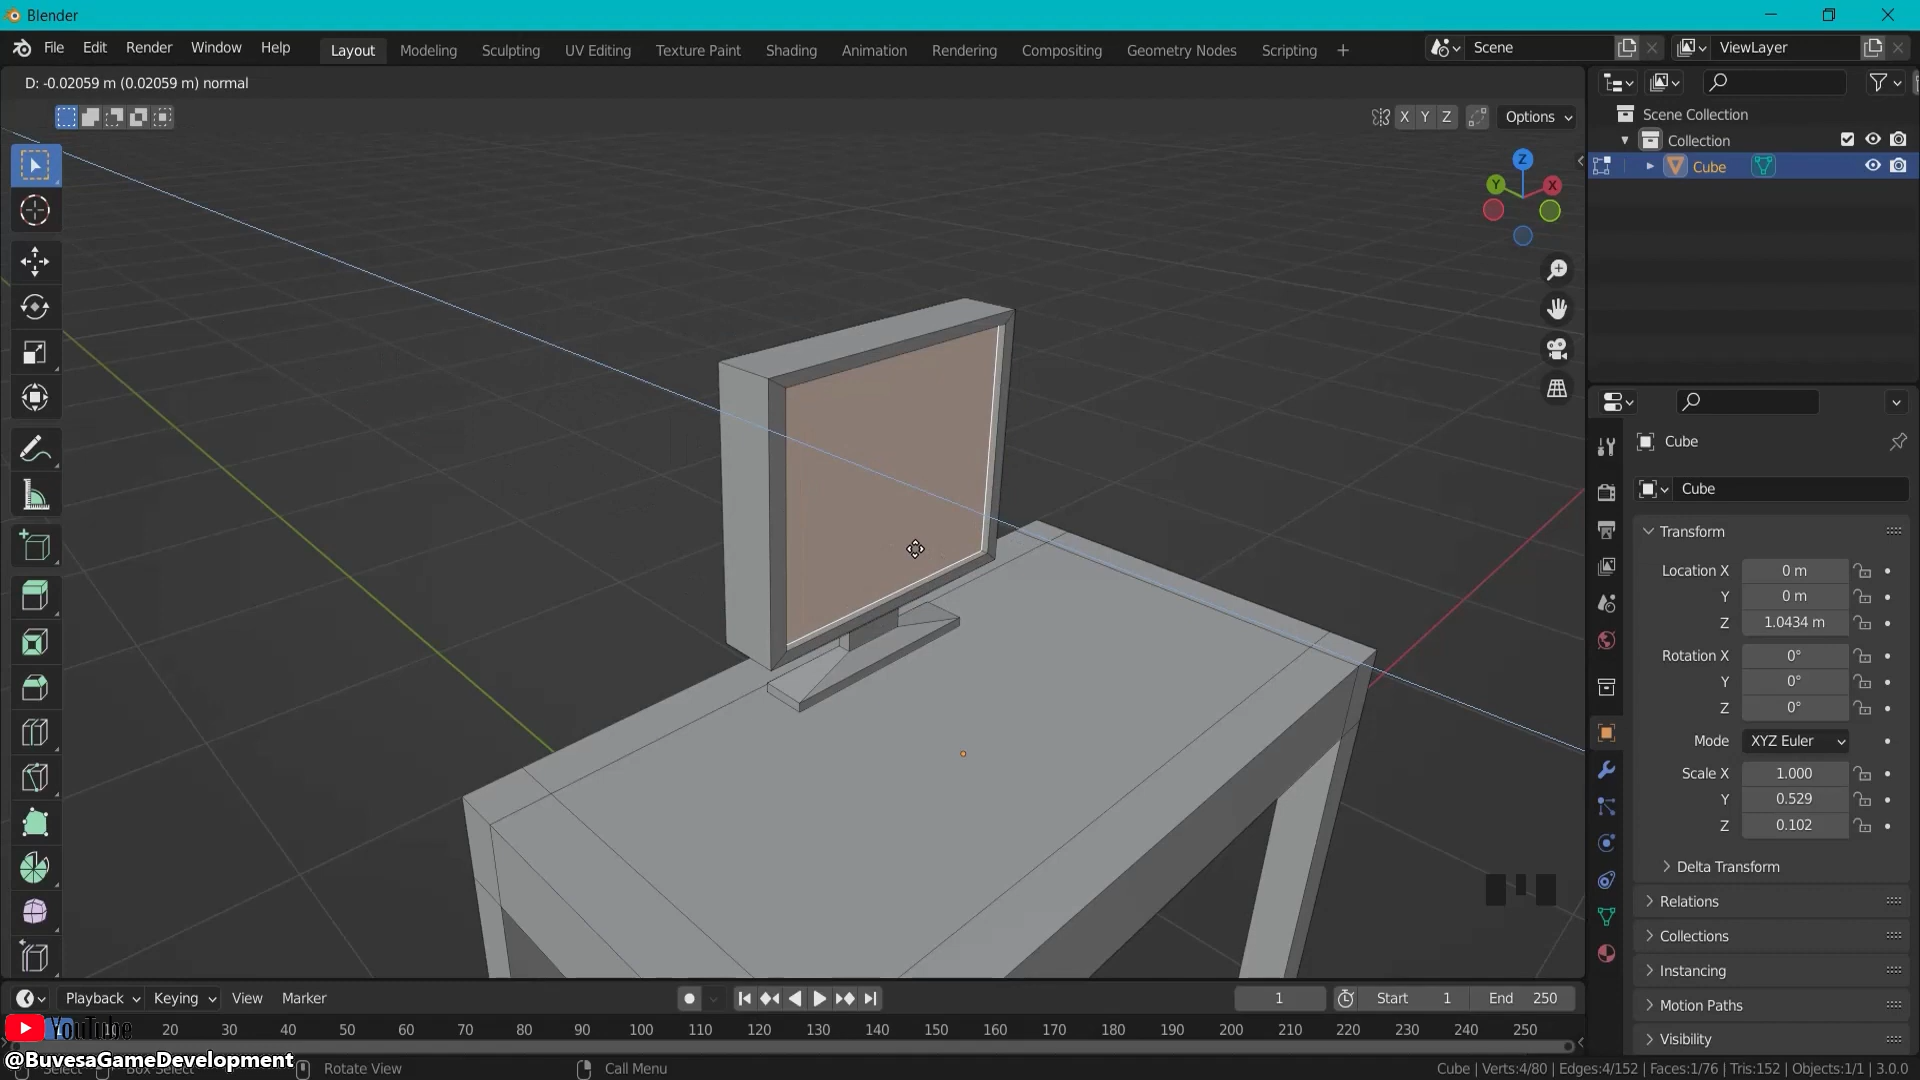 Blender
File Edit Render Window Help
Layout Modeling Sculpting UV Editing Texture Paint Shading Animation Rendering Compositing Geometry Nodes Scripting +
Scene
ViewLayer
D: -0.02059 m (0.02059 m) normal
X Y Z
Options
Scene Collection
Collection
Cube
Z
Y
X
Cube
Cube
Transform
Location X 0 m
Y 0 m
Z 1.0434 m
Rotation X 0°
Y 0°
Z 0°
Mode XYZ Euler
Scale X 1.000
Y 0.529
Z 0.102
Delta Transform
Relations
Collections
Instancing
Motion Paths
Visibility
Playback Keying View Marker
1
Start 1
End 250
20 30 40 50 60 70 80 90 100 110 120 130 140 150 160 170 180 190 200 210 220 230 240 250
YouTube
@BuvesaGameDevelopment
Select Box Select Rotate View Call Menu
Cube | Verts:4/80 | Edges:4/152 | Faces:1/76 | Tris:152 | Objects:1/1 | 3.0.0